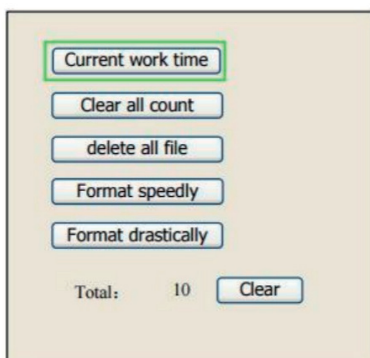 Current work time
Clear all count
delete all file
Format speedly
Format drastically
Total： 10 Clear